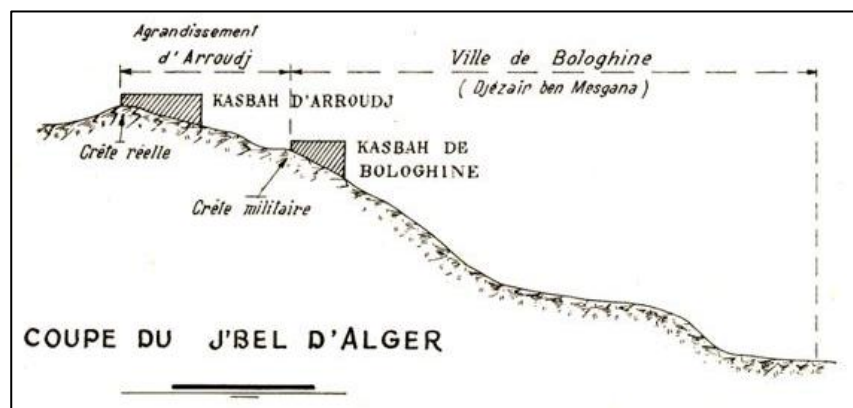 Agrandissement
d'Arroudj
Ville de Bologhine
(Djézaïr ben Mesgana)
KASBAH D'ARROUDJ
KASBAH DE
BOLOGHINE
Crête réelle
Crête militaire
COUPE DU J'BEL D'ALGER